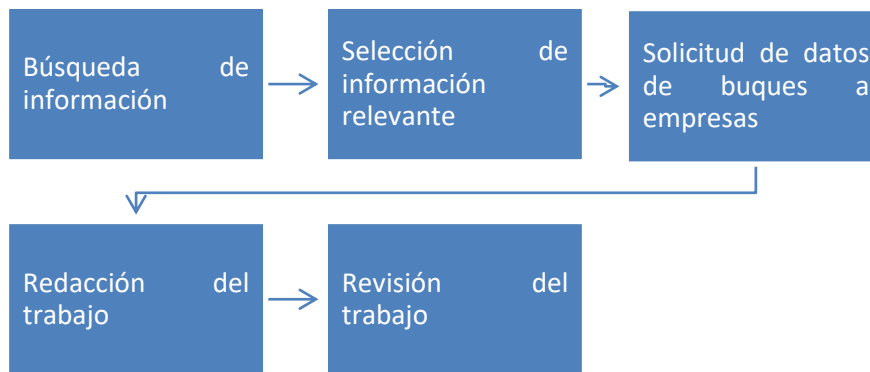 Búsqueda de
información
Selección de
información
relevante
Solicitud de datos
de buques a
empresas
Redacción del
trabajo
Revisión del
trabajo